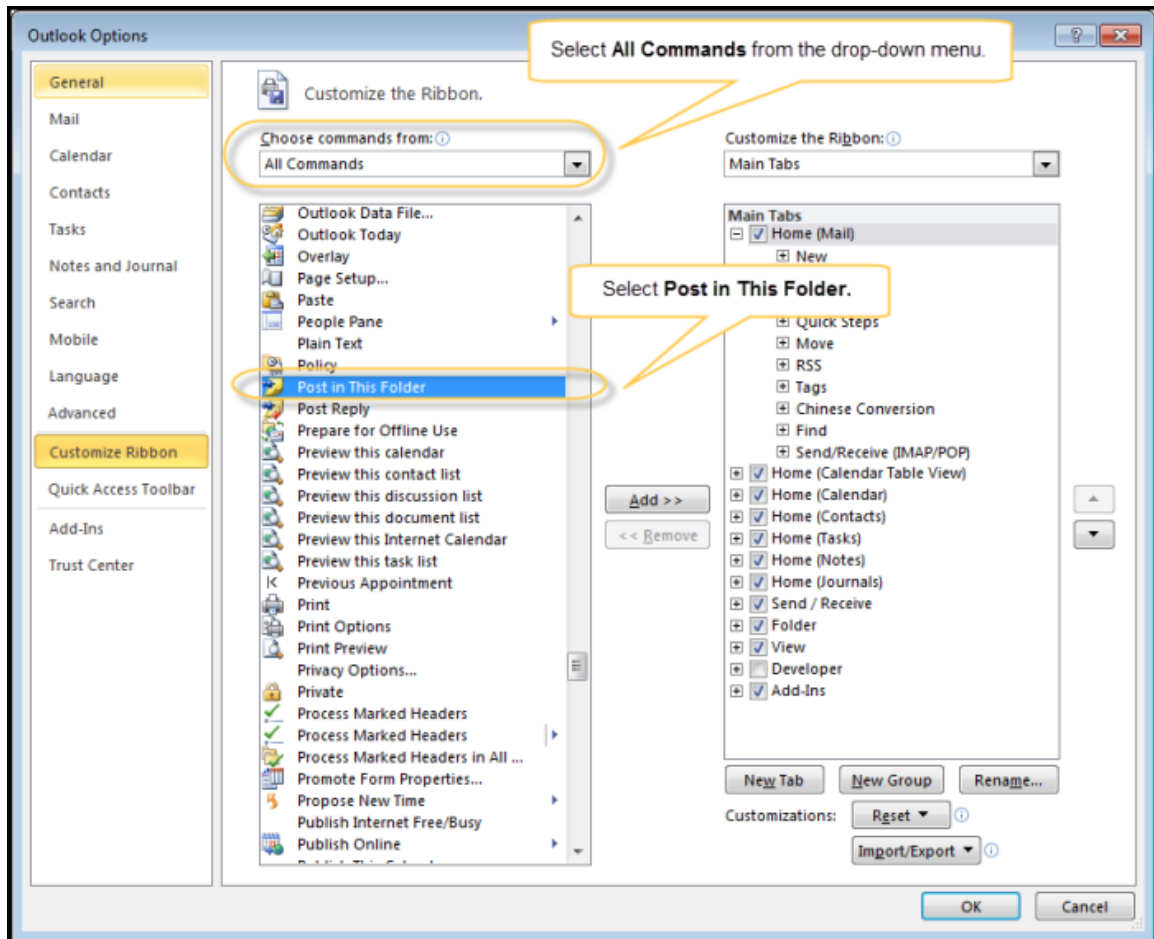 Outlook Options
Select All Commands from the drop-down menu.
General
Mail
Calendar
Contacts
Tasks
Notes and Journal
Search
Mobile
Language
Advanced
Customize Ribbon
Quick Access Toolbar
Add-Ins
Trust Center
Customize the Ribbon.
Choose commands from:
All Commands
Outlook Data File...
Outlook Today
Overlay
Page Setup...
Paste
People Pane
Plain Text
Policy
Post in This Folder
Post Reply
Prepare for Offline Use
Preview this calendar
Preview this contact list
Preview this discussion list
Preview this document list
Preview this Internet Calendar
Preview this task list
Previous Appointment
Print
Print Options
Print Preview
Privacy Options...
Private
Process Marked Headers
Process Marked Headers
Process Marked Headers in All ...
Promote Form Properties...
Propose New Time
Publish Internet Free/Busy
Publish Online
Select Post in This Folder.
Add >>
<< Remove
Customize the Ribbon:
Main Tabs
Main Tabs
Home (Mail)
New
Quick Steps
Move
RSS
Tags
Chinese Conversion
Find
Send/Receive (IMAP/POP)
Home (Calendar Table View)
Home (Calendar)
Home (Contacts)
Home (Tasks)
Home (Notes)
Home (Journals)
Send / Receive
Folder
View
Developer
Add-Ins
New Tab
New Group
Rename...
Customizations:
Reset
Import/Export
OK
Cancel